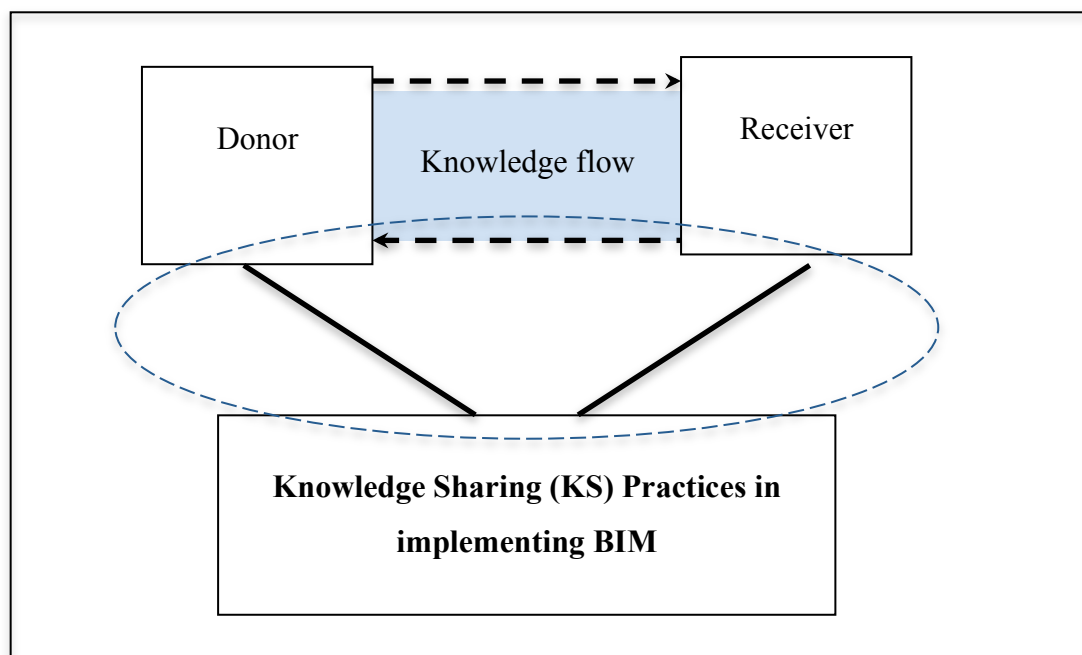 Donor
Knowledge flow
Receiver
Knowledge Sharing (KS) Practices in
implementing BIM